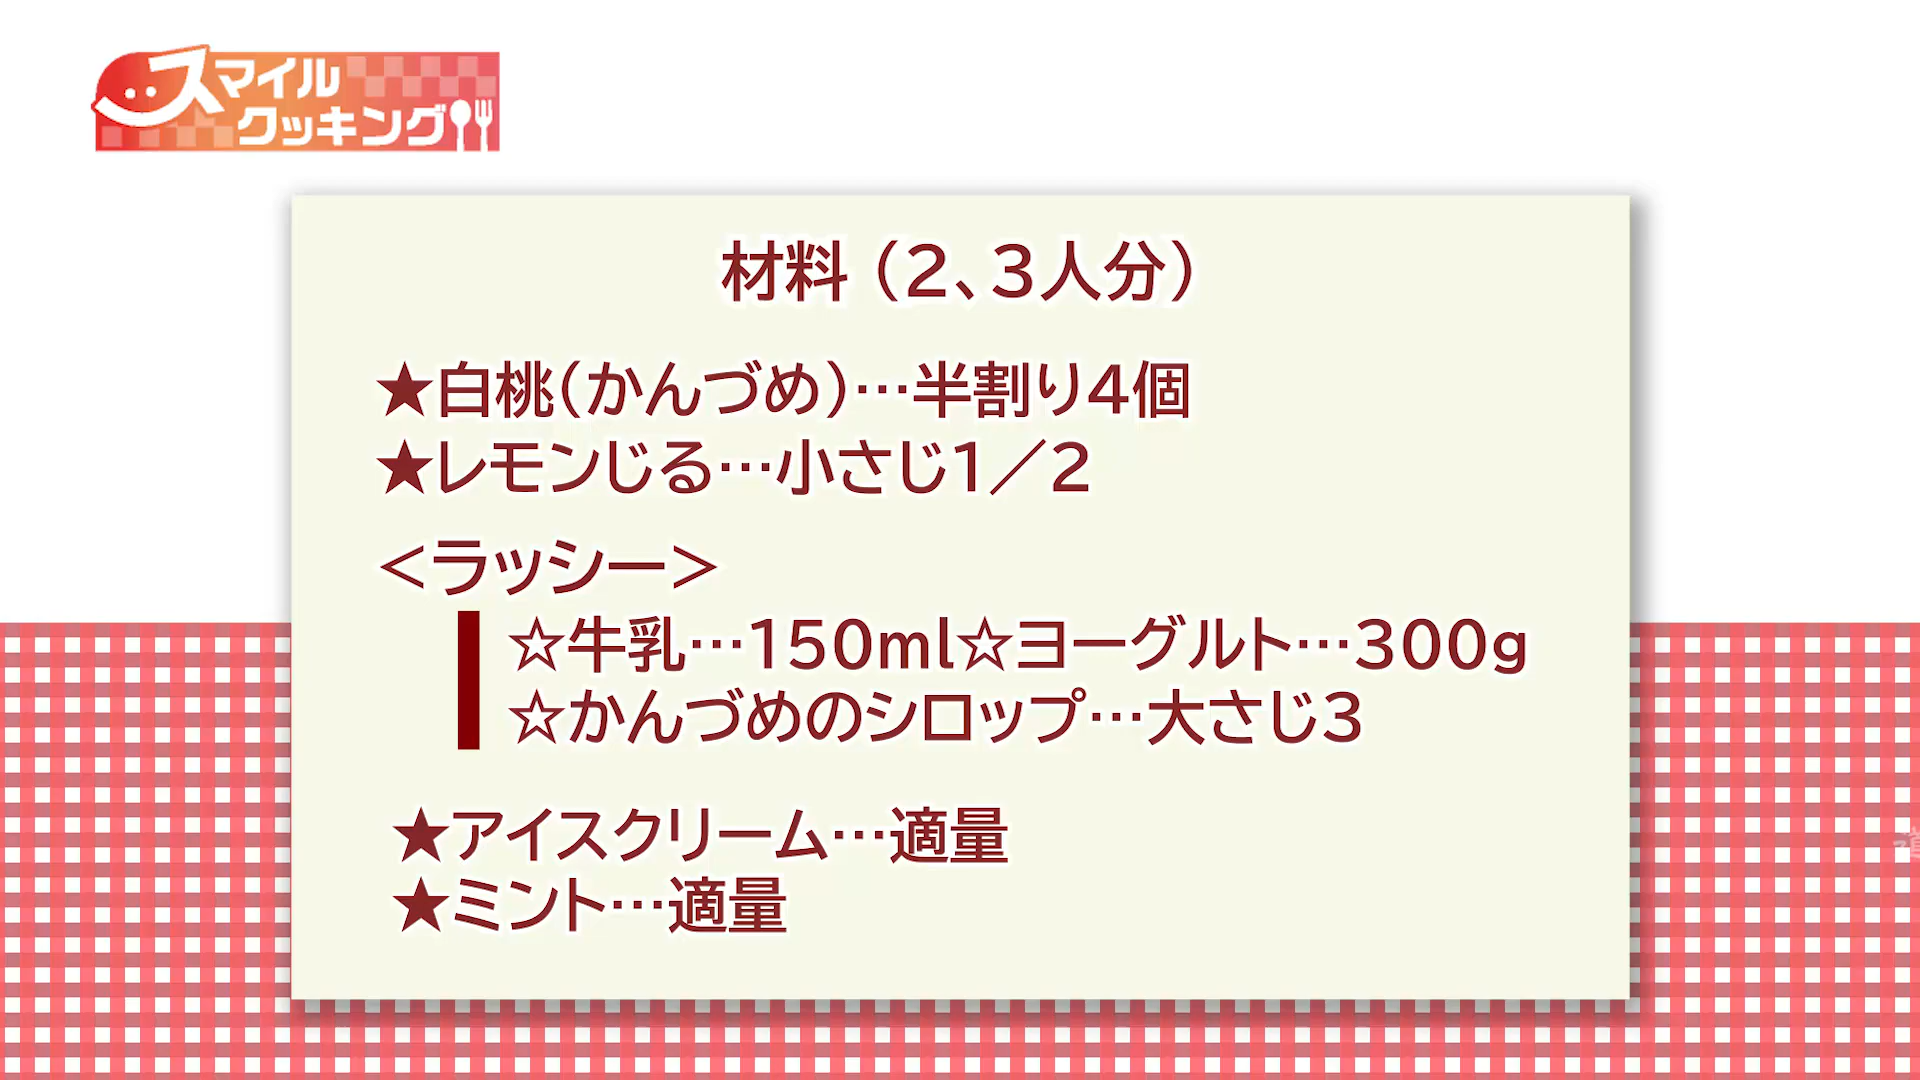 スマイル
クッキング
材料（2、3人分）
★白桃（かんづめ）…半割り4個
★レモンじる…小さじ1／2
＜ラッシー＞
☆牛乳…150ml☆ヨーグルト…300g
☆かんづめのシロップ…大さじ3
★アイスクリーム…適量
★ミント…適量